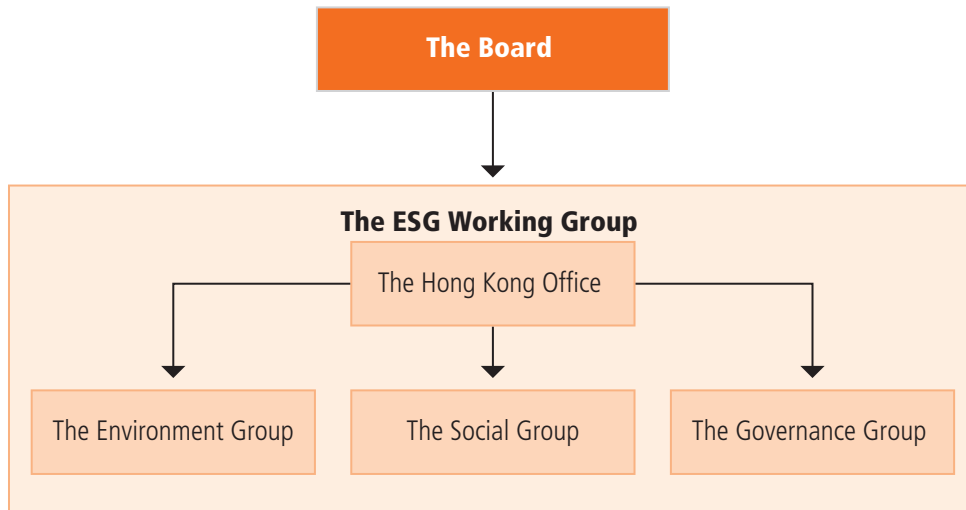 The Board
The ESG Working Group
The Hong Kong Office
The Environment Group
The Social Group
The Governance Group